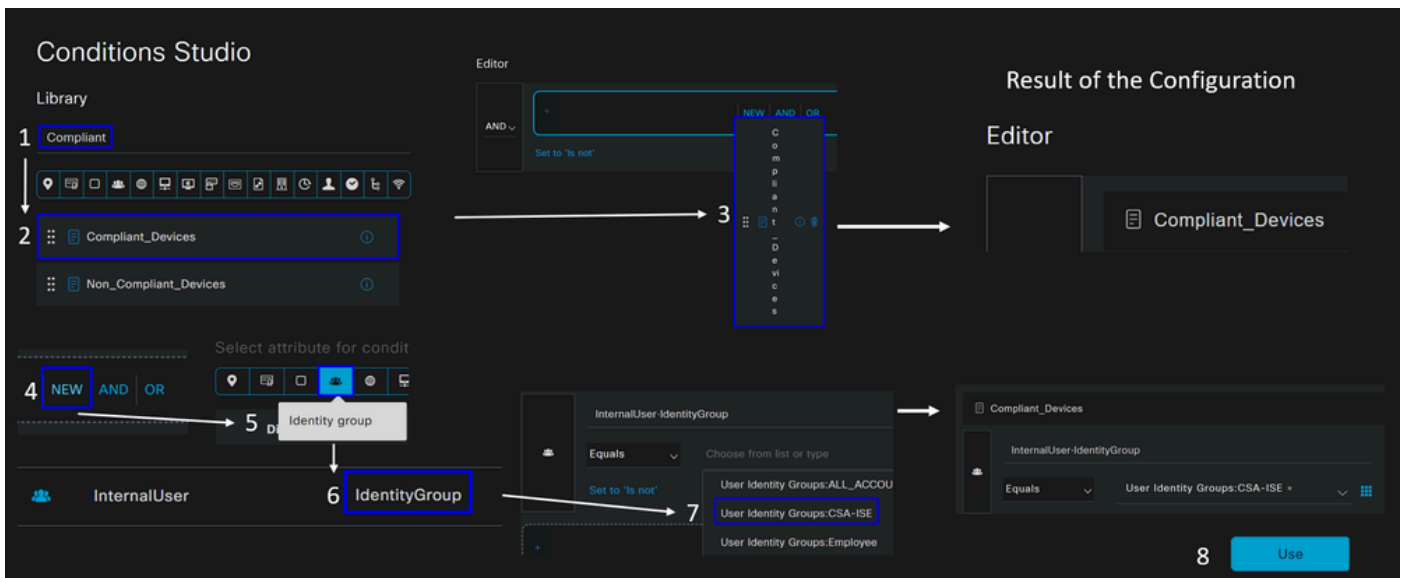 Conditions Studio
Library
1 Compliant
2 Compliant_Devices
Non_Compliant_Devices
Editor
AND
NEW AND OR
Set to 'Is not'
3 Compliant_Devices
Result of the Configuration
Editor
Compliant_Devices
4 NEW AND OR
Select attribute for condit
5 Di
Identity group
InternalUser
6 IdentityGroup
InternalUser·IdentityGroup
Equals
Choose from list or type
Set to 'Is not'
User Identity Groups:ALL_ACCOU
7 User Identity Groups:CSA-ISE
User Identity Groups:Employee
Compliant_Devices
InternalUser·IdentityGroup
Equals
User Identity Groups:CSA-ISE ×
8 Use